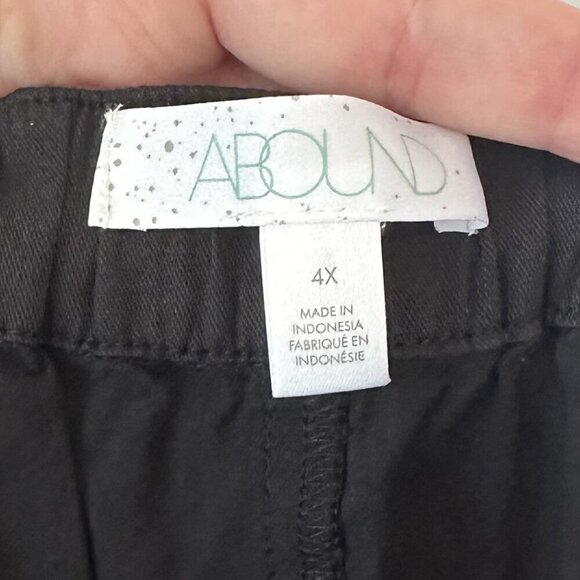 ABOUND
4X
MADE IN
INDONESIA
FABRIQUÉ EN
INDONÉSIE